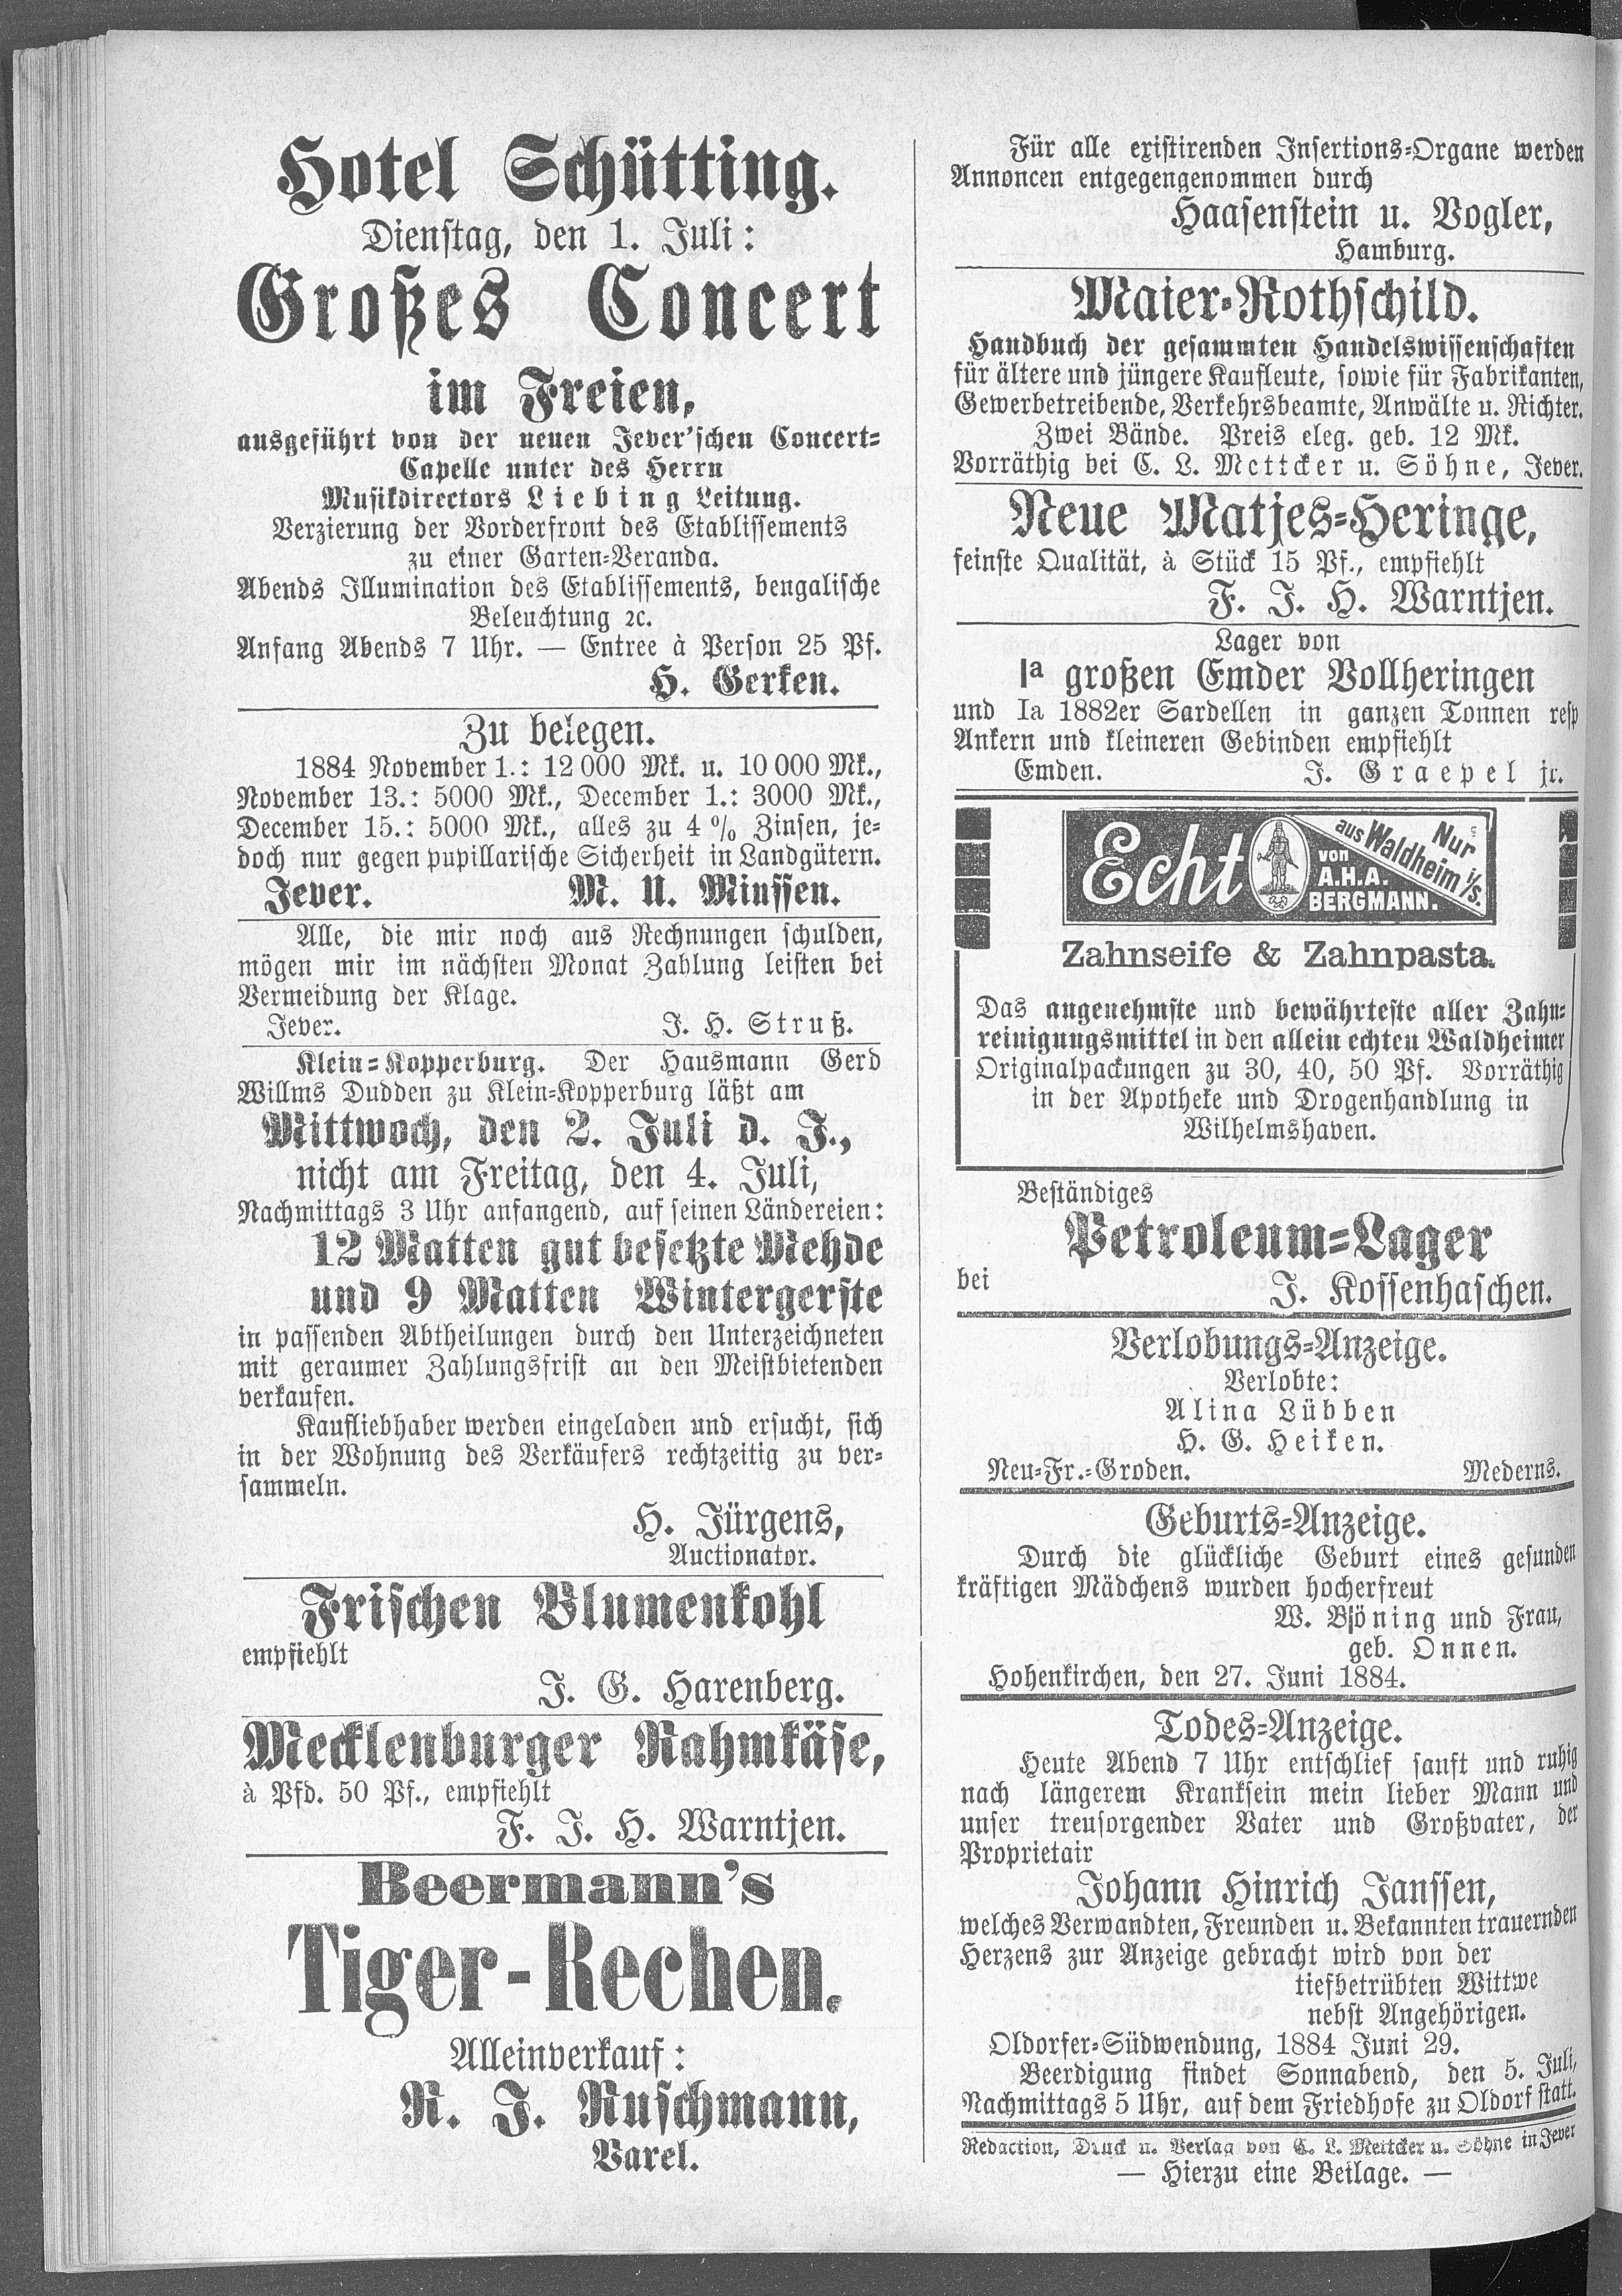 Hotel Schütting.
Dienstag, den 1. Juli:
Großes Concert
im Freien,
ausgeführt von der neuen Jever'schen Concert-
Capelle unter des Herrn
Musikdirectors Liebing Leitung.
Verzierung der Vorderfront des Etablissements
zu einer Garten-Veranda.
Abends Illumination des Etablissements, bengalische
Beleuchtung ꝛc.
Anfang Abends 7 Uhr. — Entree à Person 25 Pf.
H. Gerken.
Zu belegen.
1884 November 1.: 12 000 Mk. u. 10 000 Mk.,
November 13.: 5000 Mk., December 1.: 3000 Mk.,
December 15.: 5000 Mk., alles zu 4 % Zinsen, je-
doch nur gegen pupillarische Sicherheit in Landgütern.
Jever. M. U. Minssen.
Alle, die mir noch aus Rechnungen schulden,
mögen mir im nächsten Monat Zahlung leisten bei
Vermeidung der Klage.
Jever. J. H. Struß.
Klein-Kopperburg. Der Hausmann Gerd
Willms Dudden zu Klein-Kopperburg läßt am
Mittwoch, den 2. Juli d. J.,
nicht am Freitag, den 4. Juli,
Nachmittags 3 Uhr anfangend, auf seinen Ländereien:
12 Matten gut besetzte Mehde
und 9 Matten Wintergerste
in passenden Abtheilungen durch den Unterzeichneten
mit geraumer Zahlungsfrist an den Meistbietenden
verkaufen.
Kaufliebhaber werden eingeladen und ersucht, sich
in der Wohnung des Verkäufers rechtzeitig zu ver-
sammeln.
H. Jürgens,
Auctionator.
Frischen Blumenkohl
empfiehlt
J. G. Harenberg.
Mecklenburger Rahmkäse,
à Pfd. 50 Pf., empfiehlt
F. J. H. Warntjen.
Beermann's
Tiger-Rechen.
Alleinverkauf:
R. J. Ruschmann,
Varel.
Für alle existirenden Insertions-Organe werden
Annoncen entgegengenommen durch
Haasenstein u. Vogler,
Hamburg.
Maier-Rothschild.
Handbuch der gesammten Handelswissenschaften
für ältere und jüngere Kaufleute, sowie für Fabrikanten,
Gewerbetreibende, Verkehrsbeamte, Anwälte u. Richter.
Zwei Bände. Preis eleg. geb. 12 Mk.
Vorräthig bei C. L. Mettcker u. Söhne, Jever.
Neue Matjes-Heringe,
feinste Qualität, à Stück 15 Pf., empfiehlt
F. J. H. Warntjen.
Lager von
Ia großen Emder Vollheringen
und Ia 1882er Sardellen in ganzen Tonnen resp
Ankern und kleineren Gebinden empfiehlt
Emden. J. Graepel jr.
Echt
von
A.H.A.
BERGMANN.
Nur
aus Waldheim i/s.
Zahnseife & Zahnpasta.
Das angenehmste und bewährteste aller Zahn-
reinigungsmittel in den allein echten Waldheimer
Originalpackungen zu 30, 40, 50 Pf. Vorräthig
in der Apotheke und Drogenhandlung in
Wilhelmshaven.
Beständiges
Petroleum-Lager
bei J. Kossenhaschen.
Verlobungs-Anzeige.
Verlobte:
Alina Lübben
H. G. Heiken.
Neu-Fr.-Groden. Mederns.
Geburts-Anzeige.
Durch die glückliche Geburt eines gesunden
kräftigen Mädchens wurden hocherfreut
W. Böning und Frau,
geb. Onnen.
Hohenkirchen, den 27. Juni 1884.
Todes-Anzeige.
Heute Abend 7 Uhr entschlief sanft und ruhig
nach längerem Kranksein mein lieber Mann und
unser treusorgender Vater und Großvater, der
Proprietair
Johann Hinrich Janssen,
welches Verwandten, Freunden u. Bekannten trauernden
Herzens zur Anzeige gebracht wird von der
tiefbetrübten Wittwe
nebst Angehörigen.
Oldorfer-Südwendung, 1884 Juni 29.
Beerdigung findet Sonnabend, den 5. Juli,
Nachmittags 5 Uhr, auf dem Friedhofe zu Oldorf statt.
Redaction, Druck u. Verlag von C. L. Mettcker u. Söhne in Jever
— Hierzu eine Beilage. —